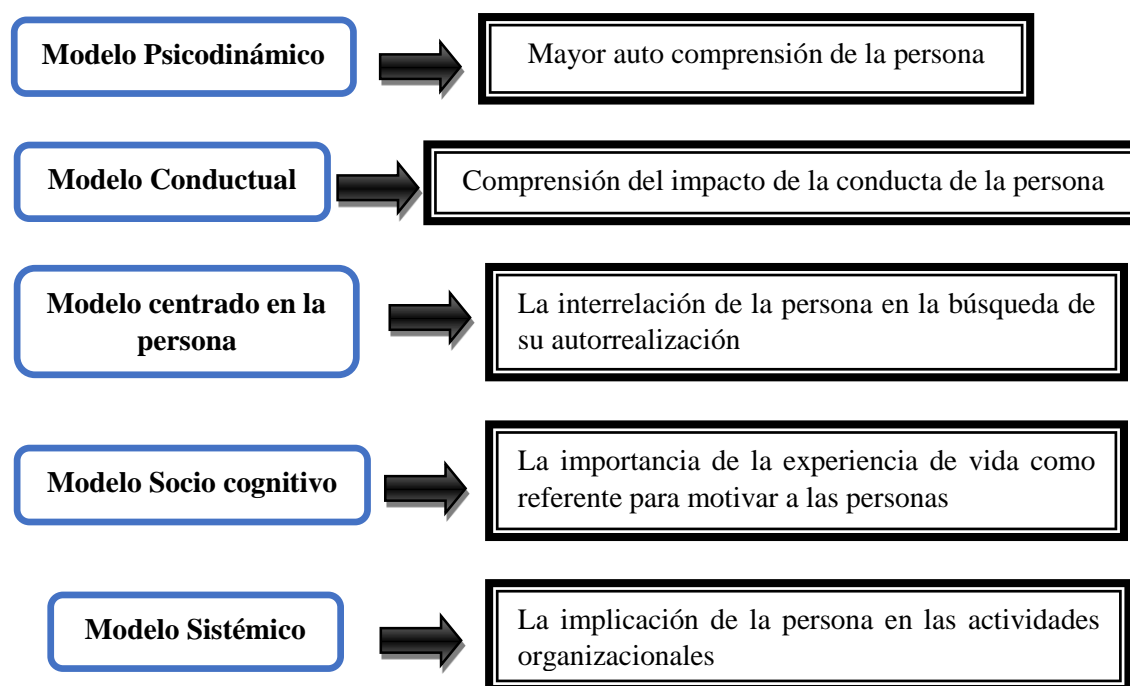 Modelo Psicodinámico
Mayor auto comprensión de la persona
Modelo Conductual
Comprensión del impacto de la conducta de la persona
Modelo centrado en la
persona
La interrelación de la persona en la búsqueda de
su autorrealización
Modelo Socio cognitivo
La importancia de la experiencia de vida como
referente para motivar a las personas
Modelo Sistémico
La implicación de la persona en las actividades
organizacionales